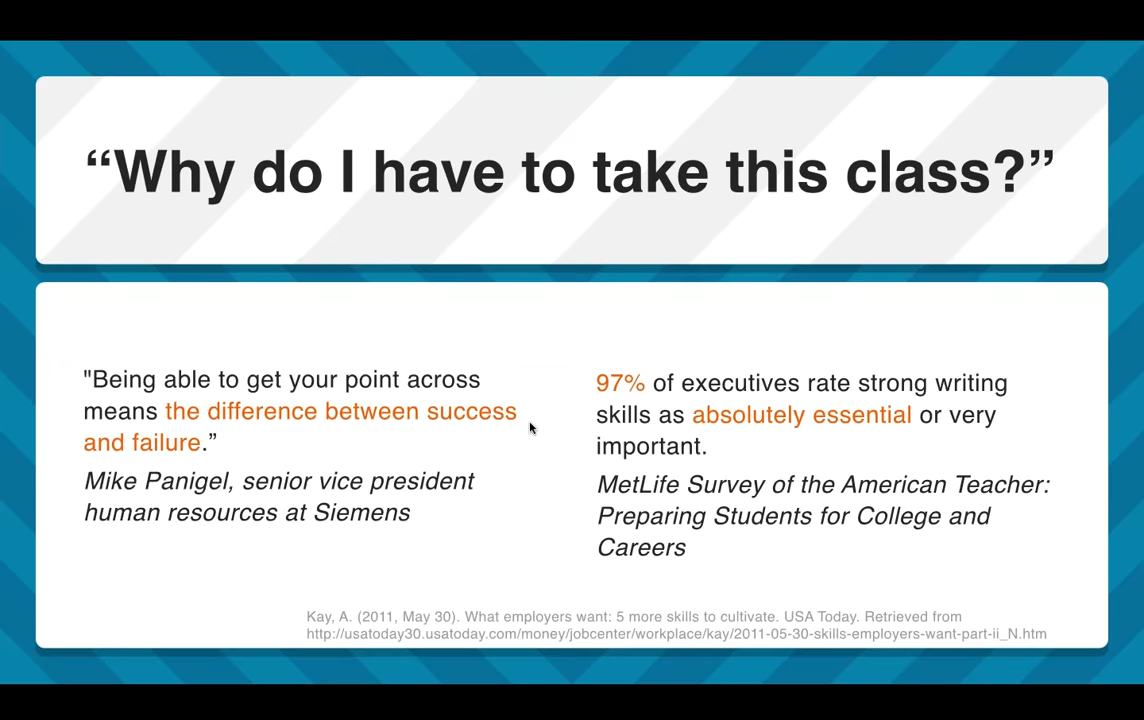 “Why do I have to take this class?”
"Being able to get your point across
means the difference between success
and failure.”
Mike Panigel, senior vice president
human resources at Siemens
97% of executives rate strong writing
skills as absolutely essential or very
important.
MetLife Survey of the American Teacher:
Preparing Students for College and
Careers
Kay, A. (2011, May 30). What employers want: 5 more skills to cultivate. USA Today. Retrieved from
http://usatoday30.usatoday.com/money/jobcenter/workplace/kay/2011-05-30-skills-employers-want-part-ii_N.htm